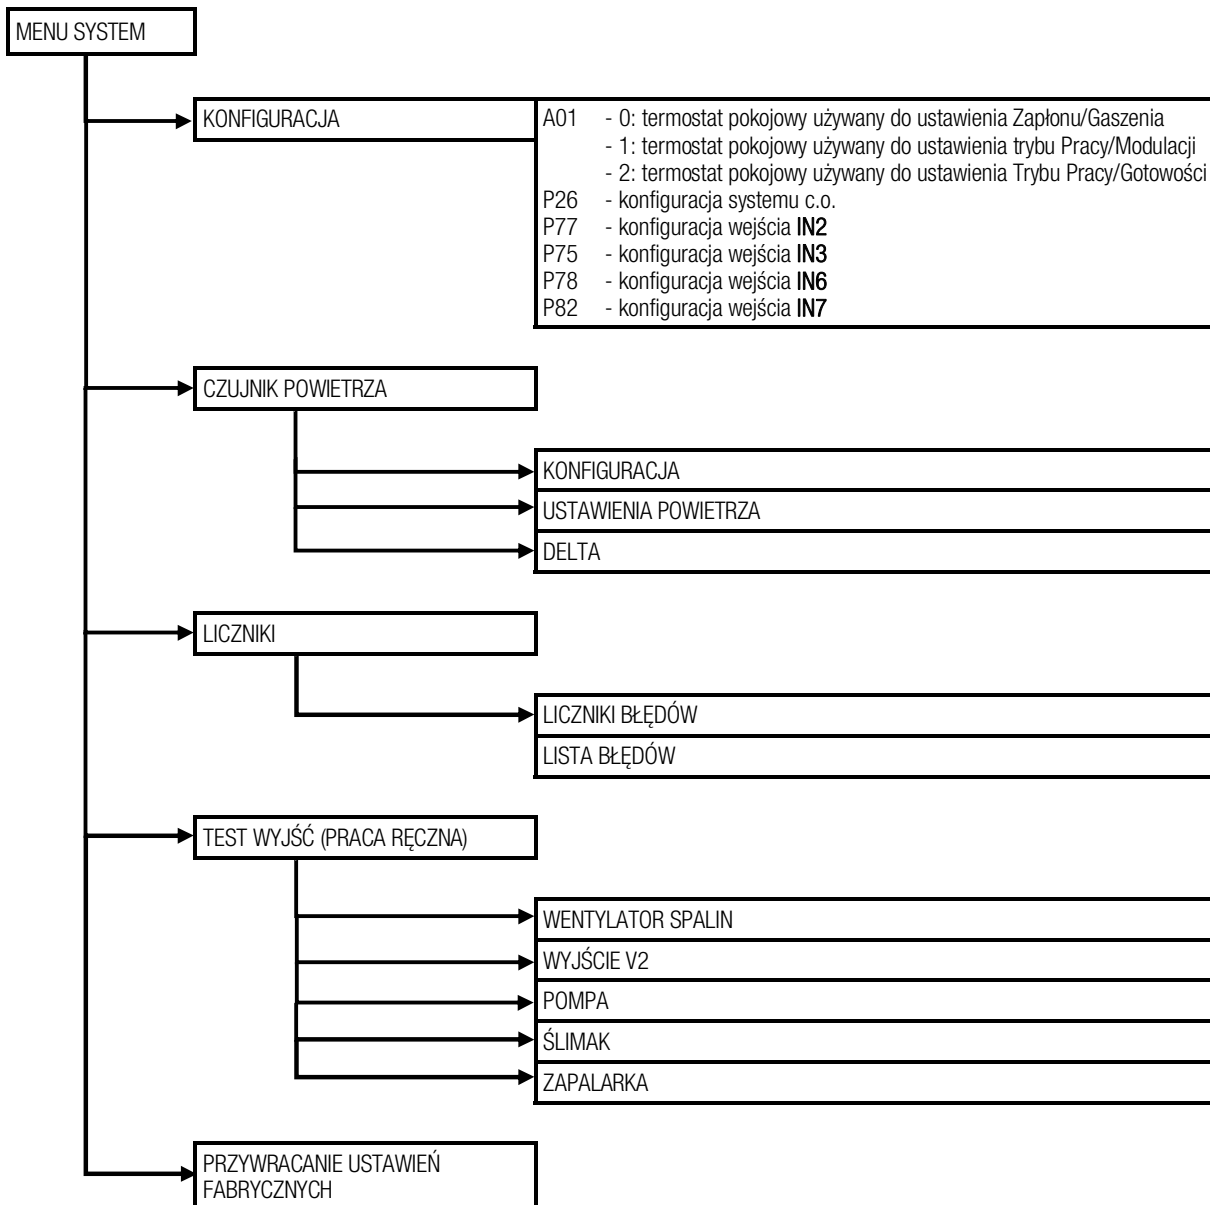 MENU SYSTEM
KONFIGURACJA
A01 - 0: termostat pokojowy używany do ustawienia Zapłonu/Gaszenia
- 1: termostat pokojowy używany do ustawienia trybu Pracy/Modulacji
- 2: termostat pokojowy używany do ustawienia Trybu Pracy/Gotowości
P26 - konfiguracja systemu c.o.
P77 - konfiguracja wejścia IN2
P75 - konfiguracja wejścia IN3
P78 - konfiguracja wejścia IN6
P82 - konfiguracja wejścia IN7
CZUJNIK POWIETRZA
KONFIGURACJA
USTAWIENIA POWIETRZA
DELTA
LICZNIKI
LICZNIKI BŁĘDÓW
LISTA BŁĘDÓW
TEST WYJŚĆ (PRACA RĘCZNA)
WENTYLATOR SPALIN
WYJŚCIE V2
POMPA
ŚLIMAK
ZAPALARKA
PRZYWRACANIE USTAWIEŃ
FABRYCZNYCH